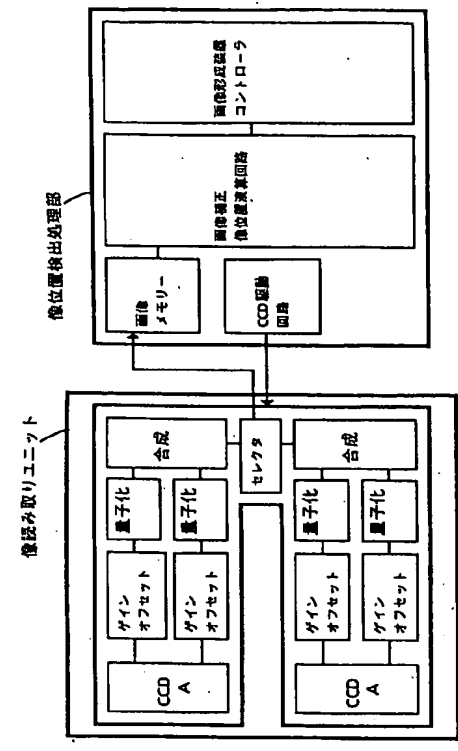 像読み取りユニット
CCD
A
ゲイン
オフセット
量子化
ゲイン
オフセット
量子化
合成
セレクタ
CCD
A
ゲイン
オフセット
量子化
ゲイン
オフセット
量子化
合成
像位置検出処理部
画像
メモリー
CCD駆動
回路
画像補正
像位置演算回路
画像形成装置
コントローラ